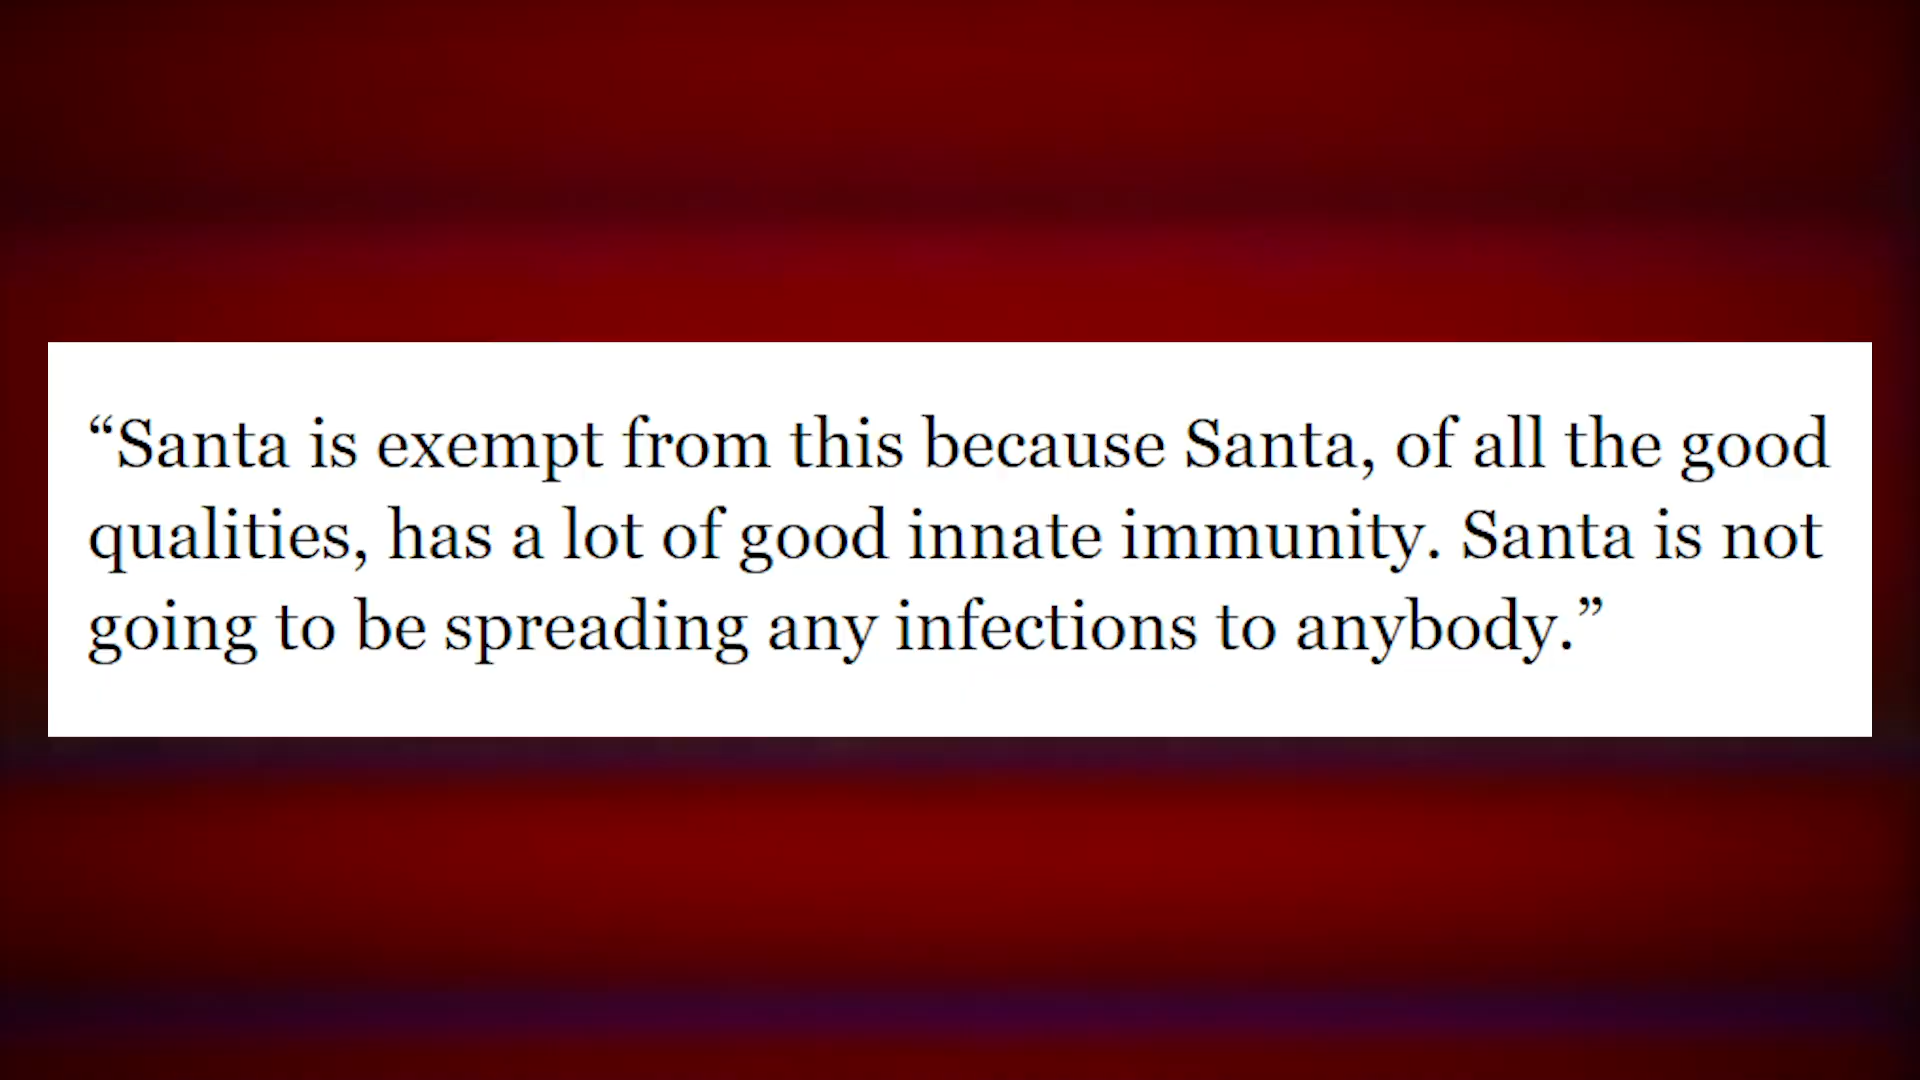 “Santa is exempt from this because Santa, of all the good
qualities, has a lot of good innate immunity. Santa is not
going to be spreading any infections to anybody.”